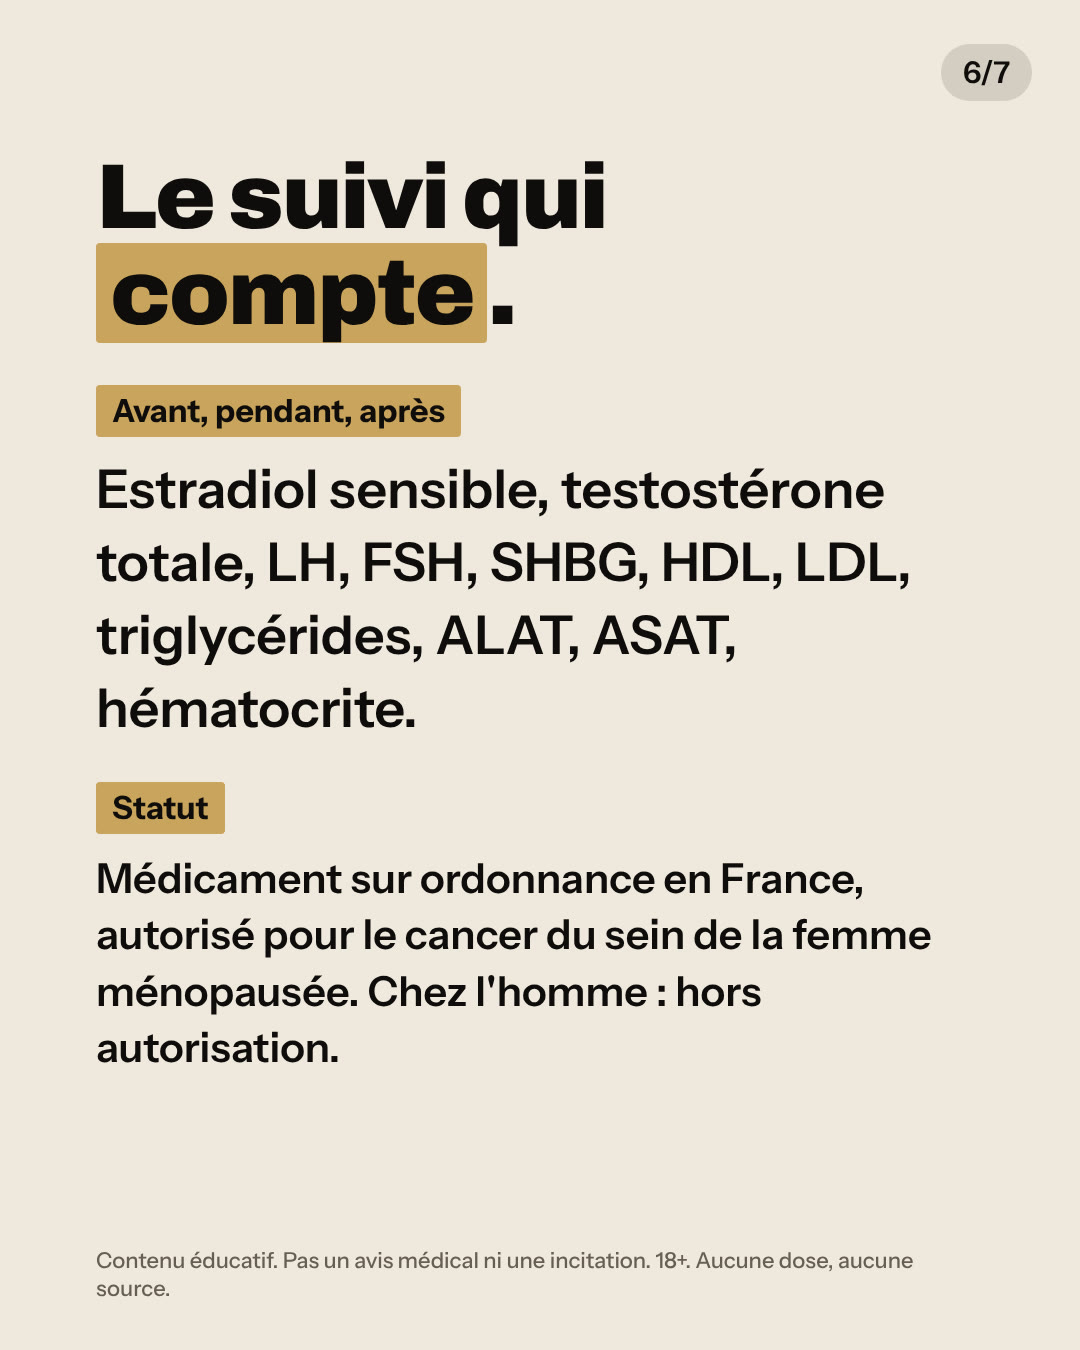 6/7
Le suivi qui
compte.
Avant, pendant, après
Estradiol sensible, testostérone
totale, LH, FSH, SHBG, HDL, LDL,
triglycérides, ALAT, ASAT,
hématocrite.
Statut
Médicament sur ordonnance en France,
autorisé pour le cancer du sein de la femme
ménopausée. Chez l'homme : hors
autorisation.
Contenu éducatif. Pas un avis médical ni une incitation. 18+. Aucune dose, aucune
source.